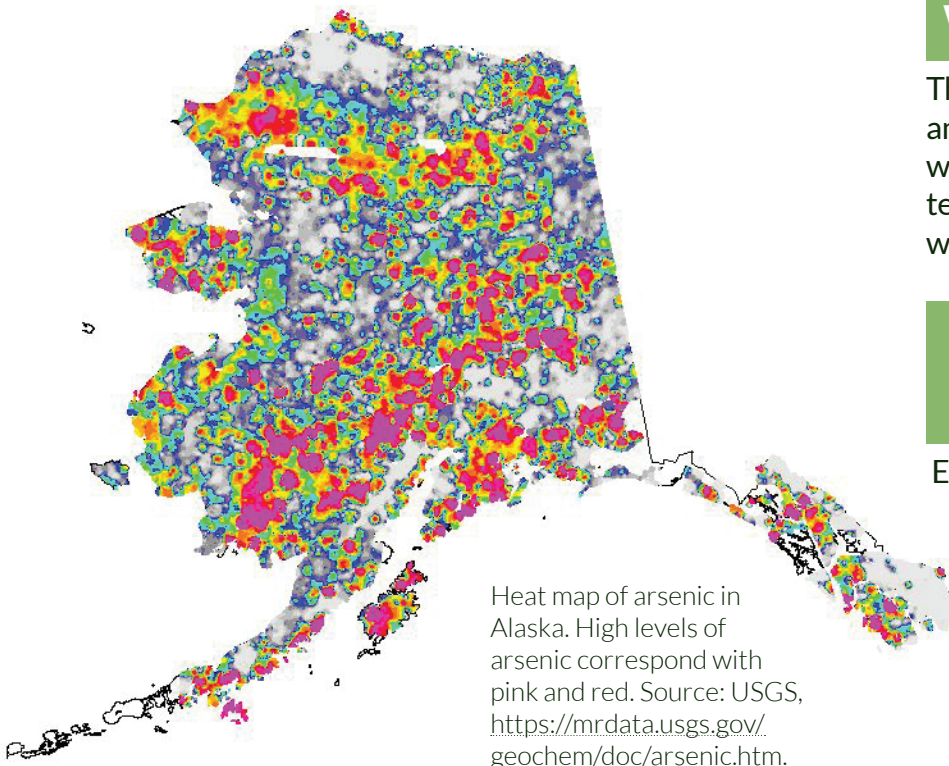 Heat map of arsenic in
Alaska. High levels of
arsenic correspond with
pink and red. Source: USGS,
https://mrdata.usgs.gov/
geochem/doc/arsenic.htm.